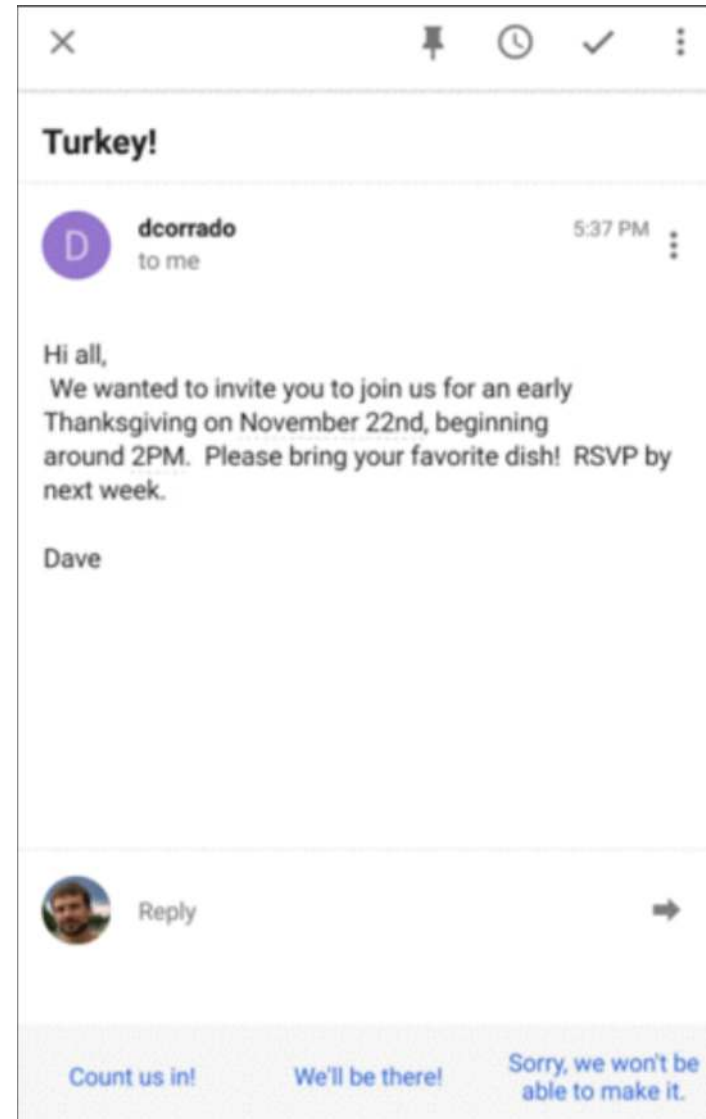 Turkey!
D
dcorrado
5:37 PM
to me
Hi all,
We wanted to invite you to join us for an early
Thanksgiving on November 22nd, beginning
around 2PM.  Please bring your favorite dish!  RSVP by
next week.
Dave
Reply
Count us in!
We'll be there!
Sorry, we won't be
able to make it.